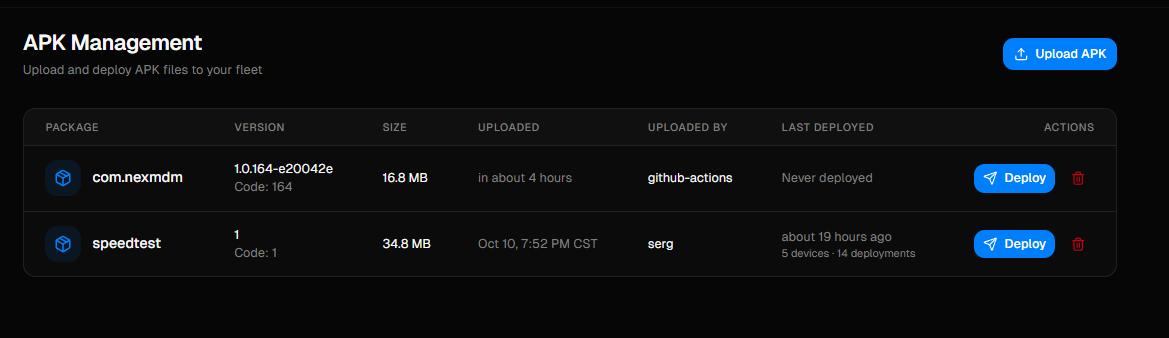 APK Management
Upload and deploy APK files to your fleet
Upload APK
PACKAGE VERSION SIZE UPLOADED UPLOADED BY LAST DEPLOYED ACTIONS
com.nexmdm 1.0.164-e20042e 16.8 MB in about 4 hours github-actions Never deployed Deploy
Code: 164
speedtest 1 34.8 MB Oct 10, 7:52 PM CST serg about 19 hours ago Deploy
Code: 1 5 devices · 14 deployments